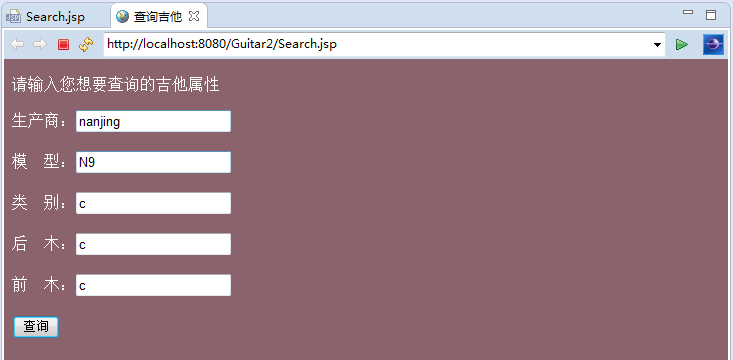 Search.jsp 查询吉他
http://localhost:8080/Guitar2/Search.jsp
请输入您想要查询的吉他属性
生产商：nanjing
模　型：N9
类　别：c
后　木：c
前　木：c
查询